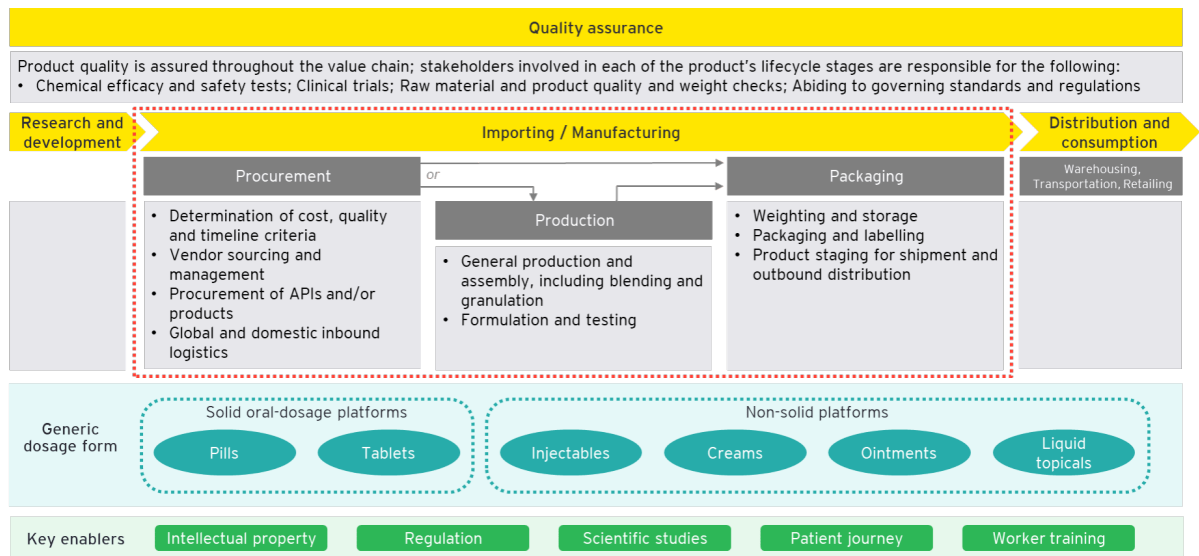 Quality assurance
Product quality is assured throughout the value chain; stakeholders involved in each of the product's lifecycle stages are responsible for the following:
• Chemical efficacy and safety tests; Clinical trials; Raw material and product quality and weight checks; Abiding to governing standards and regulations
Research and
development
Importing / Manufacturing
Distribution and
consumption
Procurement
or
Production
Packaging
Warehousing,
Transportation, Retailing
• Determination of cost, quality
and timeline criteria
• Vendor sourcing and
management
• Procurement of APIs and/or
products
• Global and domestic inbound
logistics
• General production and
assembly, including blending and
granulation
• Formulation and testing
• Weighting and storage
• Packaging and labelling
• Product staging for shipment and
outbound distribution
Generic
dosage form
Solid oral-dosage platforms
Pills
Tablets
Non-solid platforms
Injectables
Creams
Ointments
Liquid
topicals
Key enablers
Intellectual property
Regulation
Scientific studies
Patient journey
Worker training